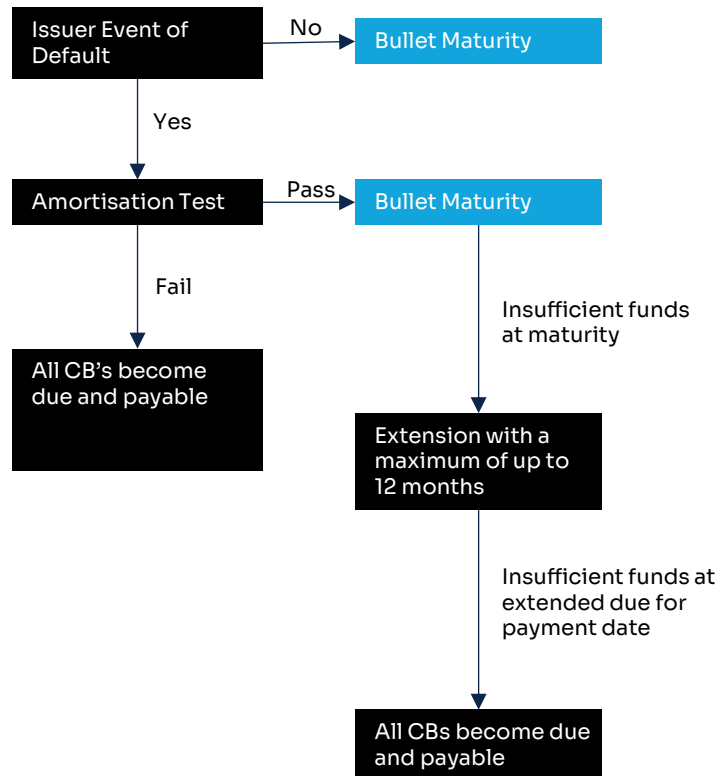 Issuer Event of
Default
No
Bullet Maturity
Yes
Amortisation Test
Pass
Bullet Maturity
Fail
Insufficient funds
at maturity
All CB's become
due and payable
Extension with a
maximum of up to
12 months
Insufficient funds at
extended due for
payment date
All CBs become due
and payable